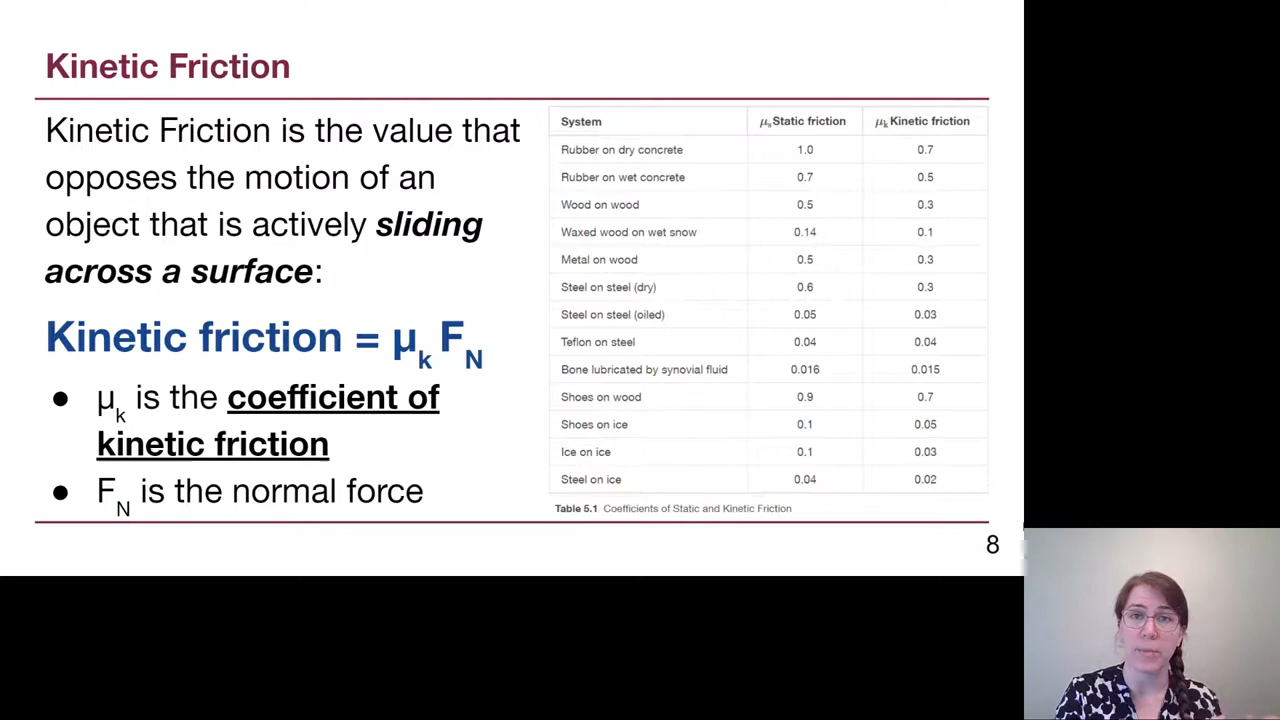 Kinetic Friction
Kinetic Friction is the value that
opposes the motion of an
object that is actively sliding
across a surface:
Kinetic friction = μk FN
● μk is the coefficient of
kinetic friction
● FN is the normal force
System μs Static friction μk Kinetic friction
Rubber on dry concrete 1.0 0.7
Rubber on wet concrete 0.7 0.5
Wood on wood 0.5 0.3
Waxed wood on wet snow 0.14 0.1
Metal on wood 0.5 0.3
Steel on steel (dry) 0.6 0.3
Steel on steel (oiled) 0.05 0.03
Teflon on steel 0.04 0.04
Bone lubricated by synovial fluid 0.016 0.015
Shoes on wood 0.9 0.7
Shoes on ice 0.1 0.05
Ice on ice 0.1 0.03
Steel on ice 0.04 0.02
Table 5.1 Coefficients of Static and Kinetic Friction
8